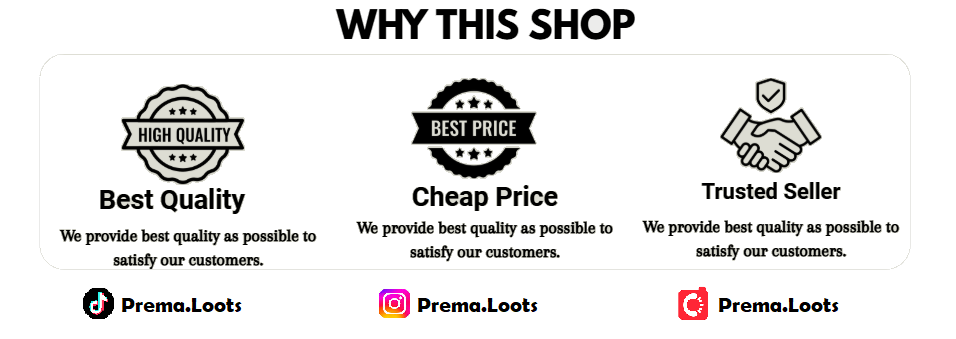 WHY THIS SHOP
HIGH QUALITY
Best Quality
We provide best quality as possible to
satisfy our customers.
BEST PRICE
Cheap Price
We provide best quality as possible to
satisfy our customers.
Trusted Seller
We provide best quality as possible to
satisfy our customers.
Prema.Loots
Prema.Loots
Prema.Loots